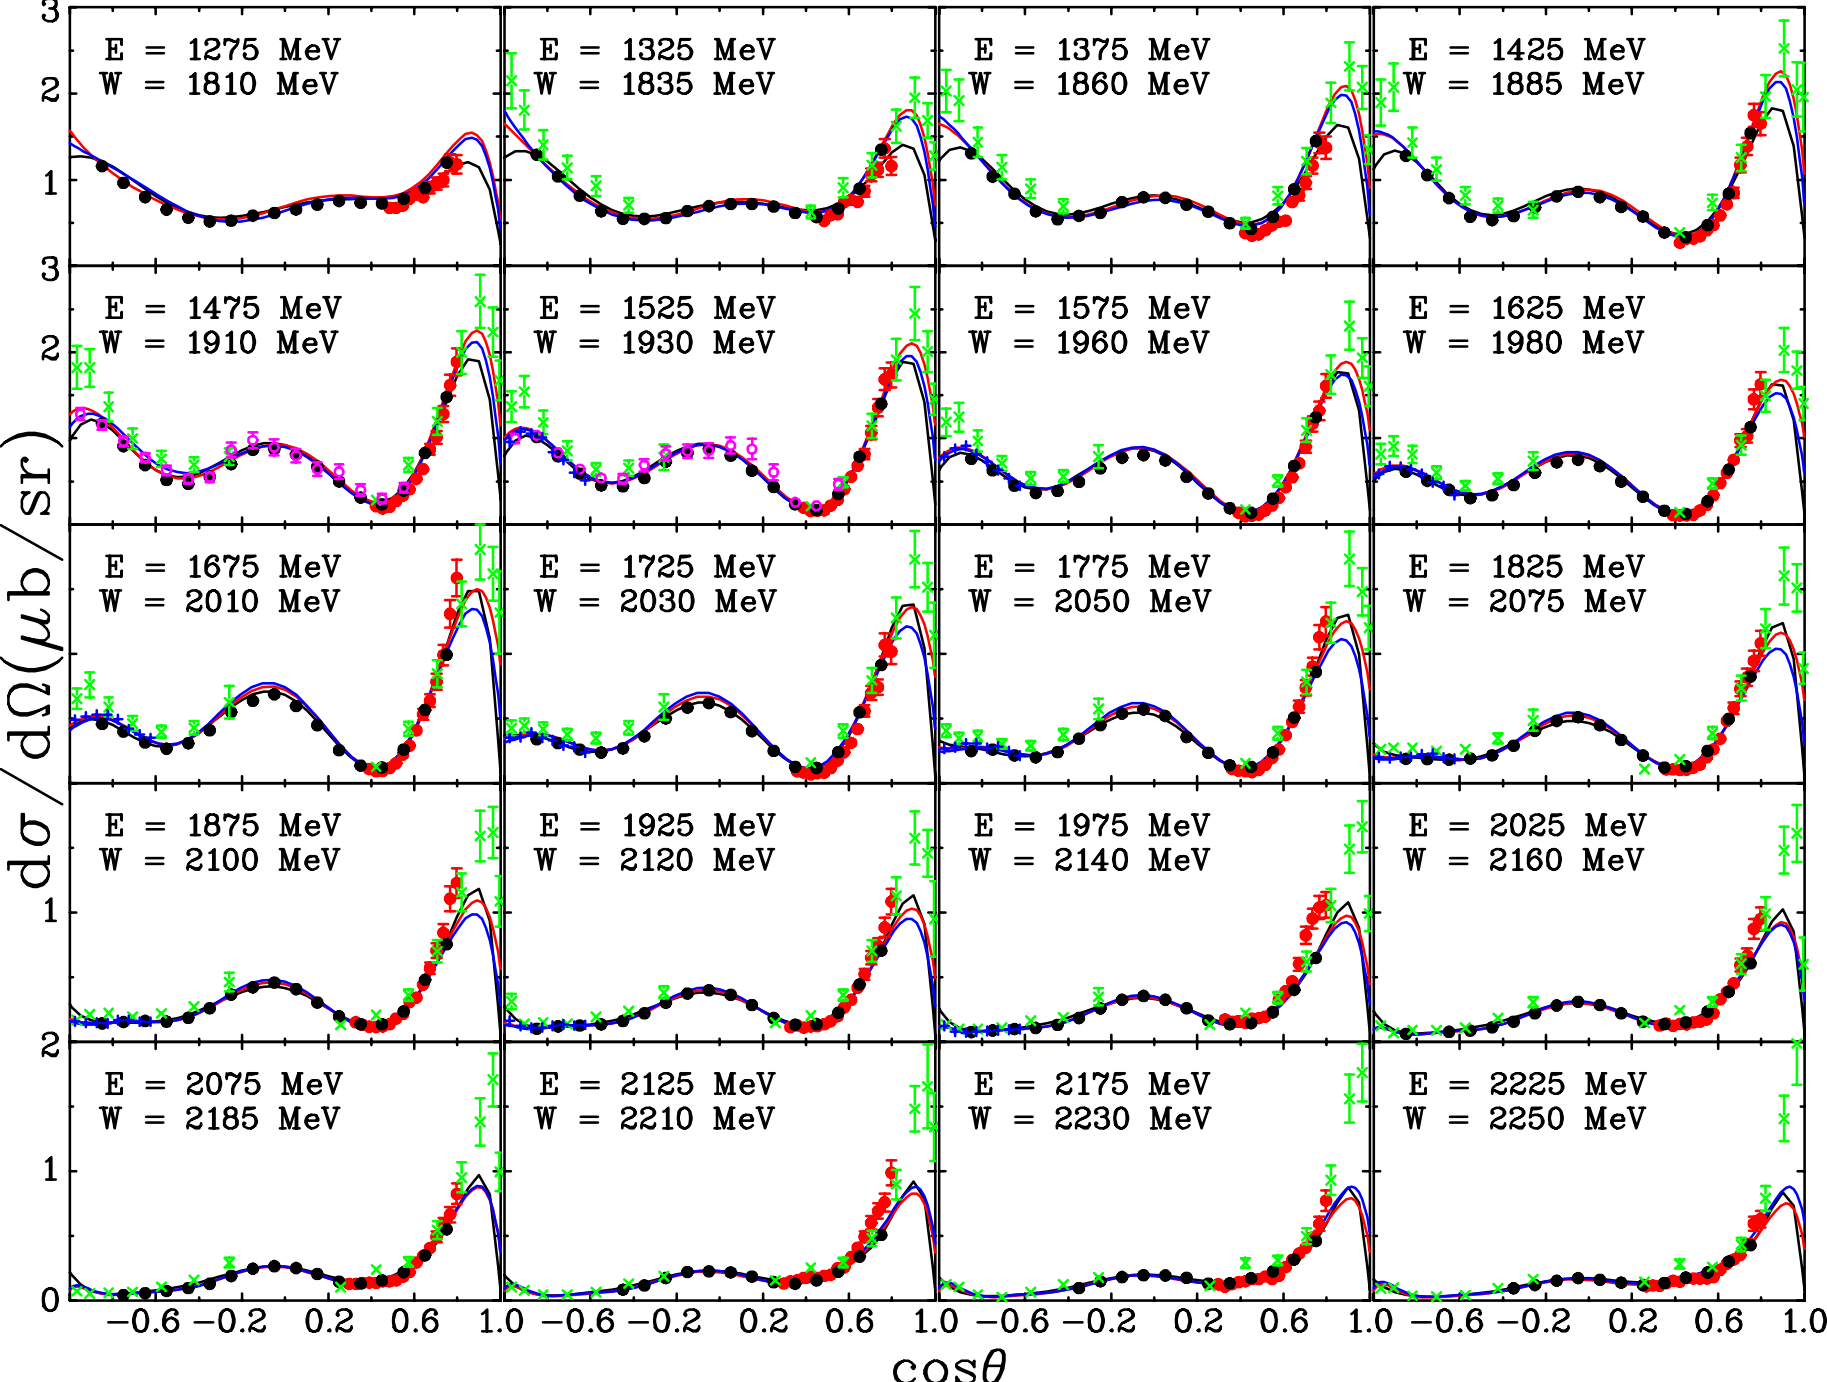 3
2
1
E = 1275 MeV
W = 1810 MeV
E = 1325 MeV
W = 1835 MeV
E = 1375 MeV
W = 1860 MeV
E = 1425 MeV
W = 1885 MeV
3
2
E = 1475 MeV
W = 1910 MeV
E = 1525 MeV
W = 1930 MeV
E = 1575 MeV
W = 1960 MeV
E = 1625 MeV
W = 1980 MeV
dσ/dΩ(μb/sr)
E = 1675 MeV
W = 2010 MeV
E = 1725 MeV
W = 2030 MeV
E = 1775 MeV
W = 2050 MeV
E = 1825 MeV
W = 2075 MeV
1
E = 1875 MeV
W = 2100 MeV
E = 1925 MeV
W = 2120 MeV
E = 1975 MeV
W = 2140 MeV
E = 2025 MeV
W = 2160 MeV
2
1
0
E = 2075 MeV
W = 2185 MeV
E = 2125 MeV
W = 2210 MeV
E = 2175 MeV
W = 2230 MeV
E = 2225 MeV
W = 2250 MeV
−0.6 −0.2 0.2 0.6 1.0 −0.6 −0.2 0.2 0.6 1.0 −0.6 −0.2 0.2 0.6 1.0 −0.6 −0.2 0.2 0.6 1.0
cosθ